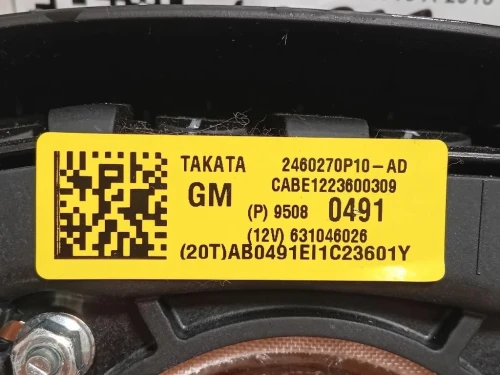 TAKATA 2460270P10-AD
GM CABE1223600309
(P) 9508 0491
(12V) 631046026
(20T)AB0491EI1C23601Y